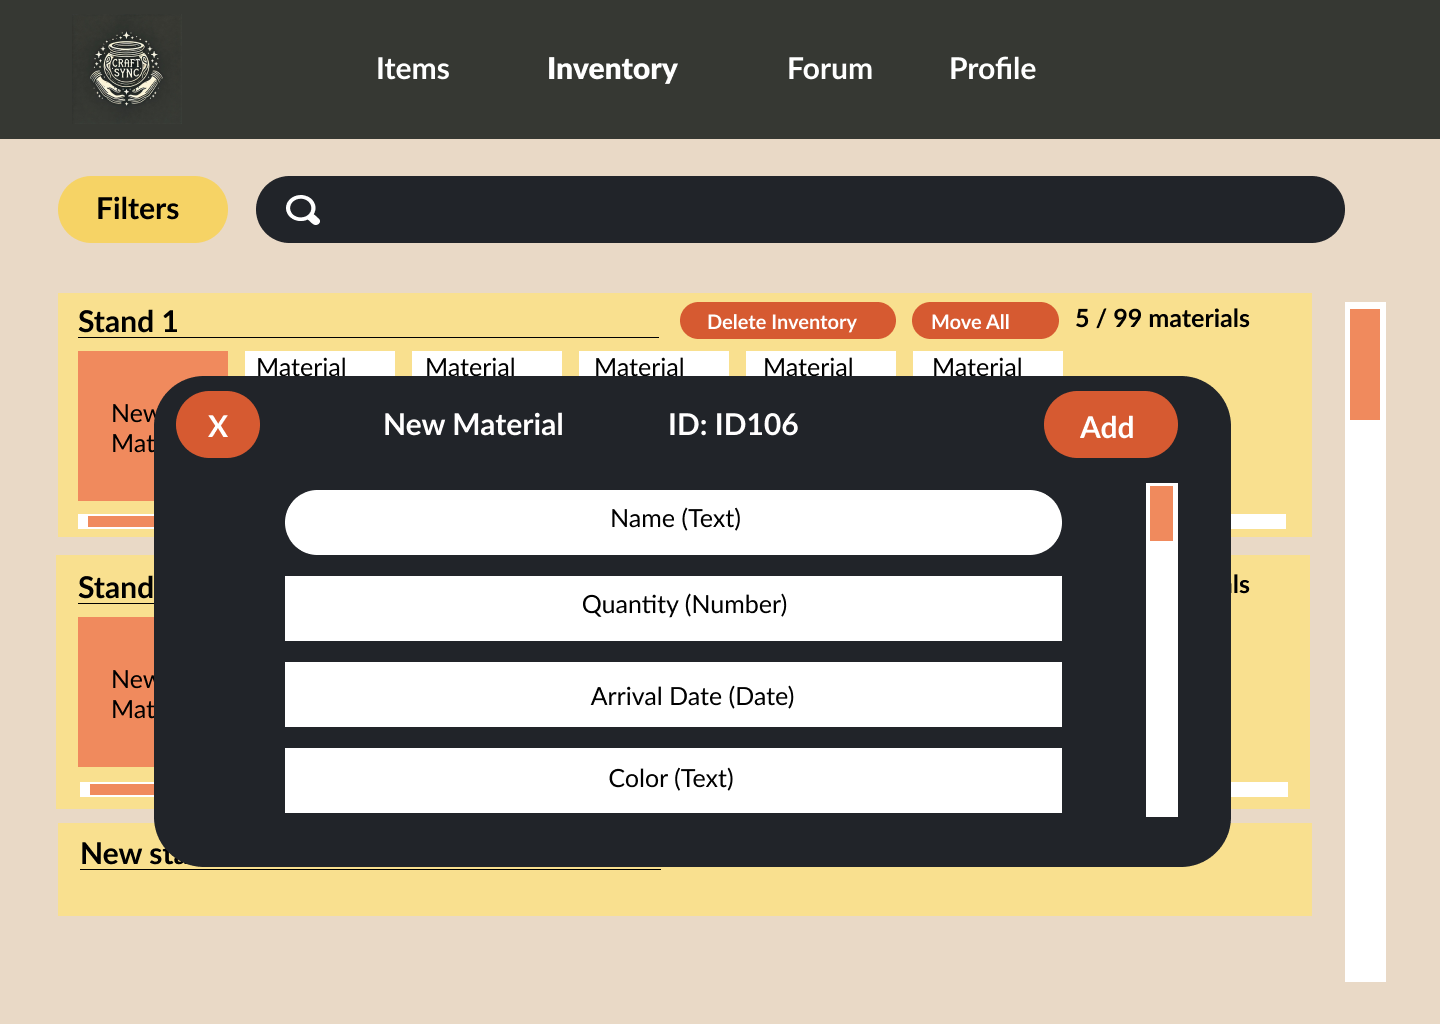 CRAFT
SYNC
Items
Inventory
Forum
Profile
Filters
Stand 1
Delete Inventory
Move All
5 / 99 materials
Material
Material
Material
Material
Material
New
Mat
X
New Material
ID: ID106
Add
Name (Text)
Quantity (Number)
Arrival Date (Date)
Color (Text)
Stand
ls
New
Mat
New sta